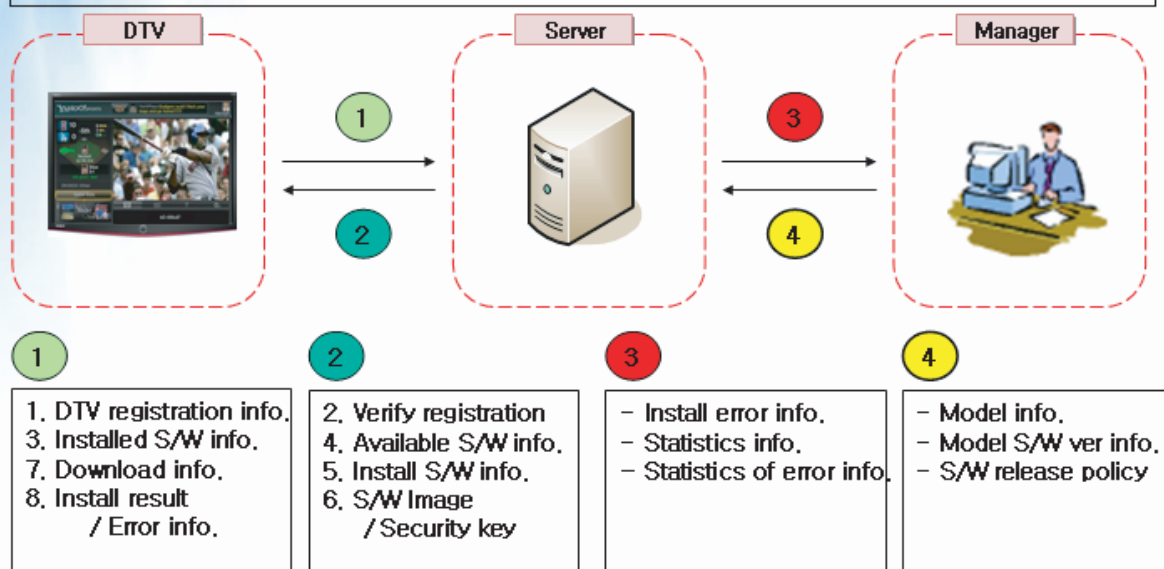 DTV
Server
Manager
YAHOO! SPORTS
1
3
2
4
1
2
3
4
1. DTV registration info.
3. Installed S/W info.
7. Download info.
8. Install result
/ Error info.
2. Verify registration
4. Available S/W info.
5. Install S/W info.
6. S/W Image
/ Security key
- Install error info.
- Statistics info.
- Statistics of error info.
- Model info.
- Model S/W ver info.
- S/W release policy